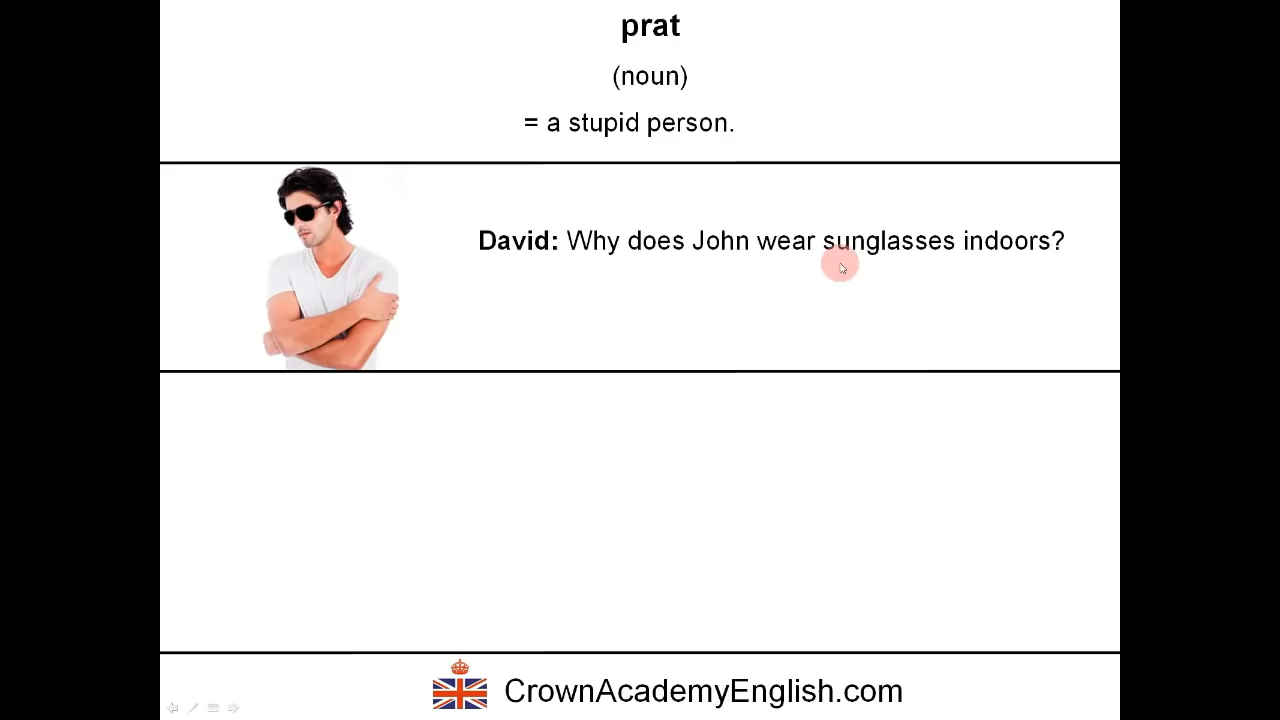 prat
(noun)
= a stupid person.
David: Why does John wear sunglasses indoors?
CrownAcademyEnglish.com